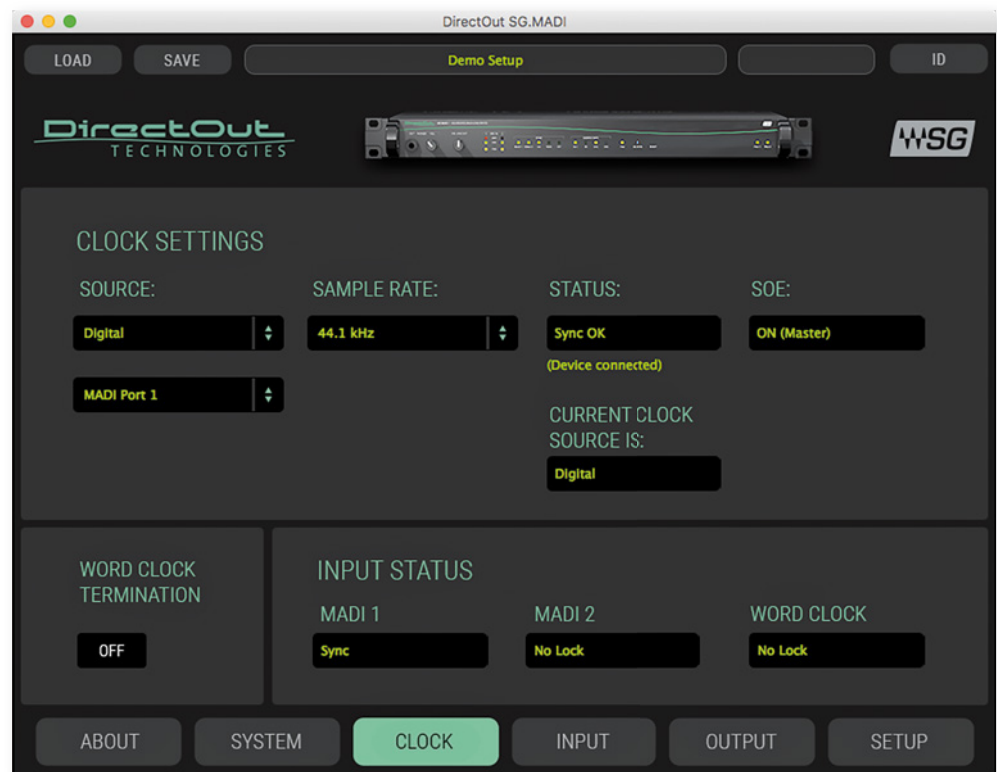 DirectOut SG.MADI
LOAD SAVE Demo Setup ID
DirectOut
TECHNOLOGIES
SG
CLOCK SETTINGS
SOURCE: SAMPLE RATE: STATUS: SOE:
Digital 44.1 kHz Sync OK ON (Master)
(Device connected)
MADI Port 1
CURRENT CLOCK
SOURCE IS:
Digital
WORD CLOCK
TERMINATION
OFF
INPUT STATUS
MADI 1 MADI 2 WORD CLOCK
Sync No Lock No Lock
ABOUT SYSTEM CLOCK INPUT OUTPUT SETUP